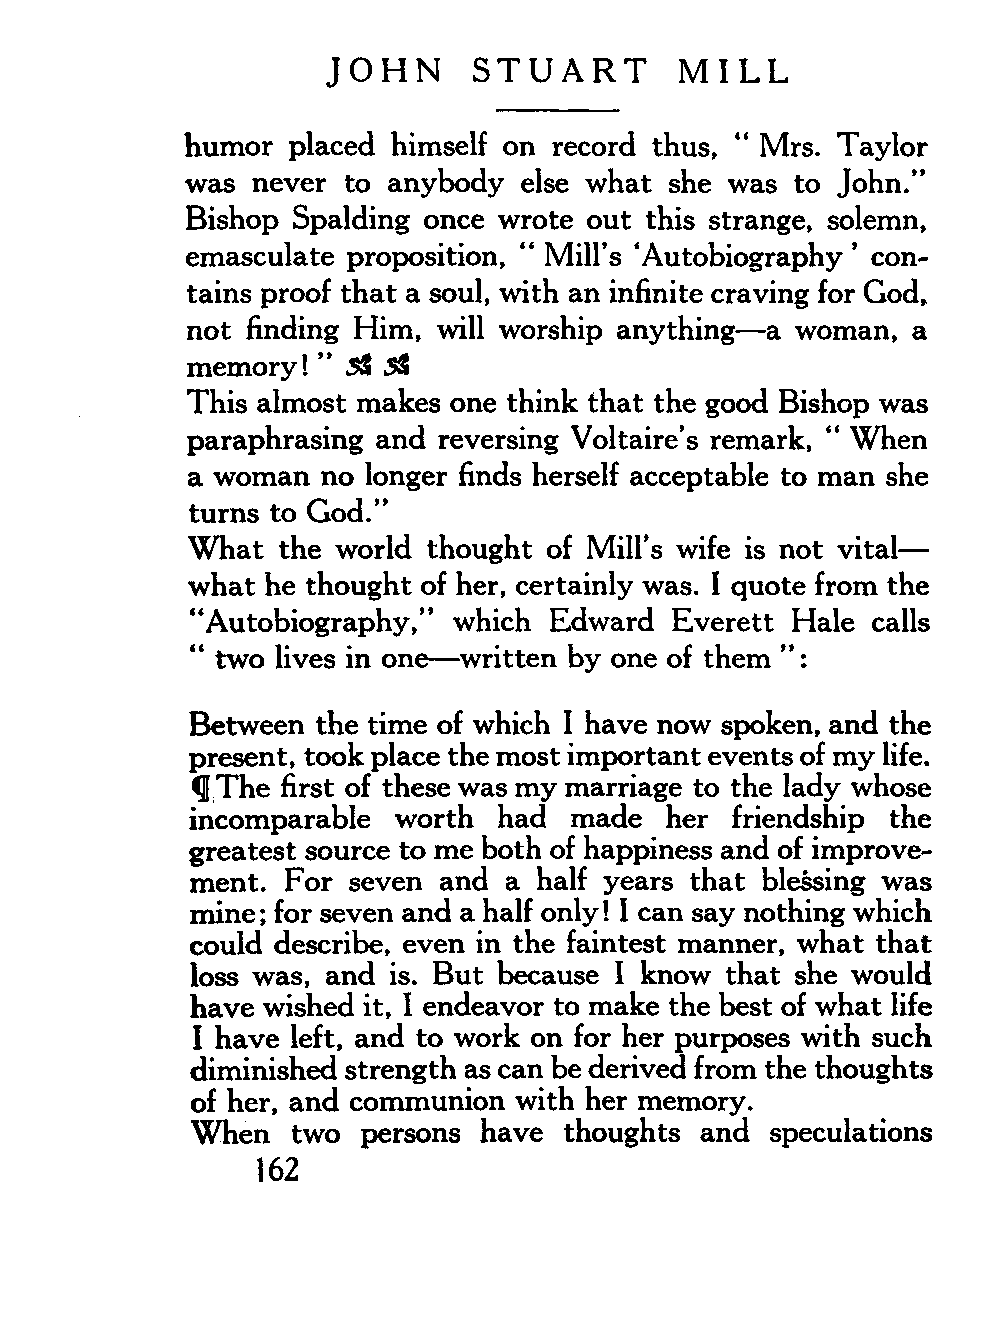 JOHN STUART MILL
humor placed himself on record thus, “ Mrs. Taylor
was never to anybody else what she was to John.”
Bishop Spalding once wrote out this strange, solemn,
emasculate proposition, “ Mill's ‘Autobiography ’ con-
tains proof that a soul, with an infinite craving for God,
not finding Him, will worship anything—a woman, a
memory! ”
This almost makes one think that the good Bishop was
paraphrasing and reversing Voltaire's remark, “ When
a woman no longer finds herself acceptable to man she
turns to God.”
What the world thought of Mill's wife is not vital—
what he thought of her, certainly was. I quote from the
“Autobiography,” which Edward Everett Hale calls
“ two lives in one—written by one of them ”:
Between the time of which I have now spoken, and the
present, took place the most important events of my life.
¶ The first of these was my marriage to the lady whose
incomparable worth had made her friendship the
greatest source to me both of happiness and of improve-
ment. For seven and a half years that blessing was
mine; for seven and a half only! I can say nothing which
could describe, even in the faintest manner, what that
loss was, and is. But because I know that she would
have wished it, I endeavor to make the best of what life
I have left, and to work on for her purposes with such
diminished strength as can be derived from the thoughts
of her, and communion with her memory.
When two persons have thoughts and speculations
162